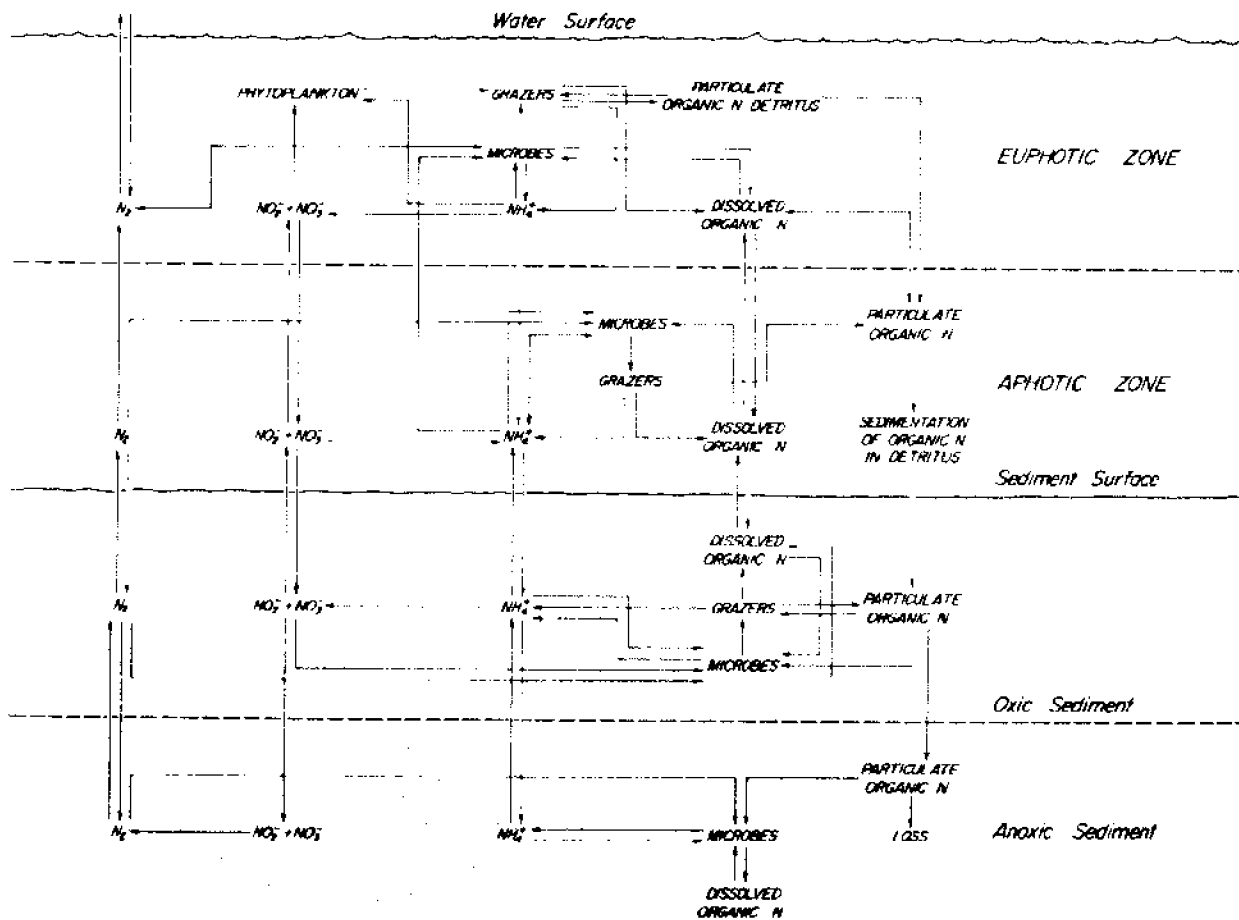 Water Surface
PHYTOPLANKTON
GRAZERS
PARTICULATE
ORGANIC N DETRITUS
MICROBES
EUPHOTIC ZONE
N₂
NO₂⁻ + NO₃⁻
NH₄⁺
DISSOLVED
ORGANIC N
MICROBES
PARTICULATE
ORGANIC N
GRAZERS
APHOTIC ZONE
N₂
NO₂⁻ + NO₃⁻
NH₄⁺
DISSOLVED
ORGANIC N
SEDIMENTATION
OF ORGANIC N
IN DETRITUS
Sediment Surface
DISSOLVED
ORGANIC N
N₂
NO₂⁻ + NO₃⁻
NH₄⁺
GRAZERS
PARTICULATE
ORGANIC N
MICROBES
Oxic Sediment
PARTICULATE
ORGANIC N
N₂
NO₂⁻ + NO₃⁻
NH₄⁺
MICROBES
LOSS
Anoxic Sediment
DISSOLVED
ORGANIC N